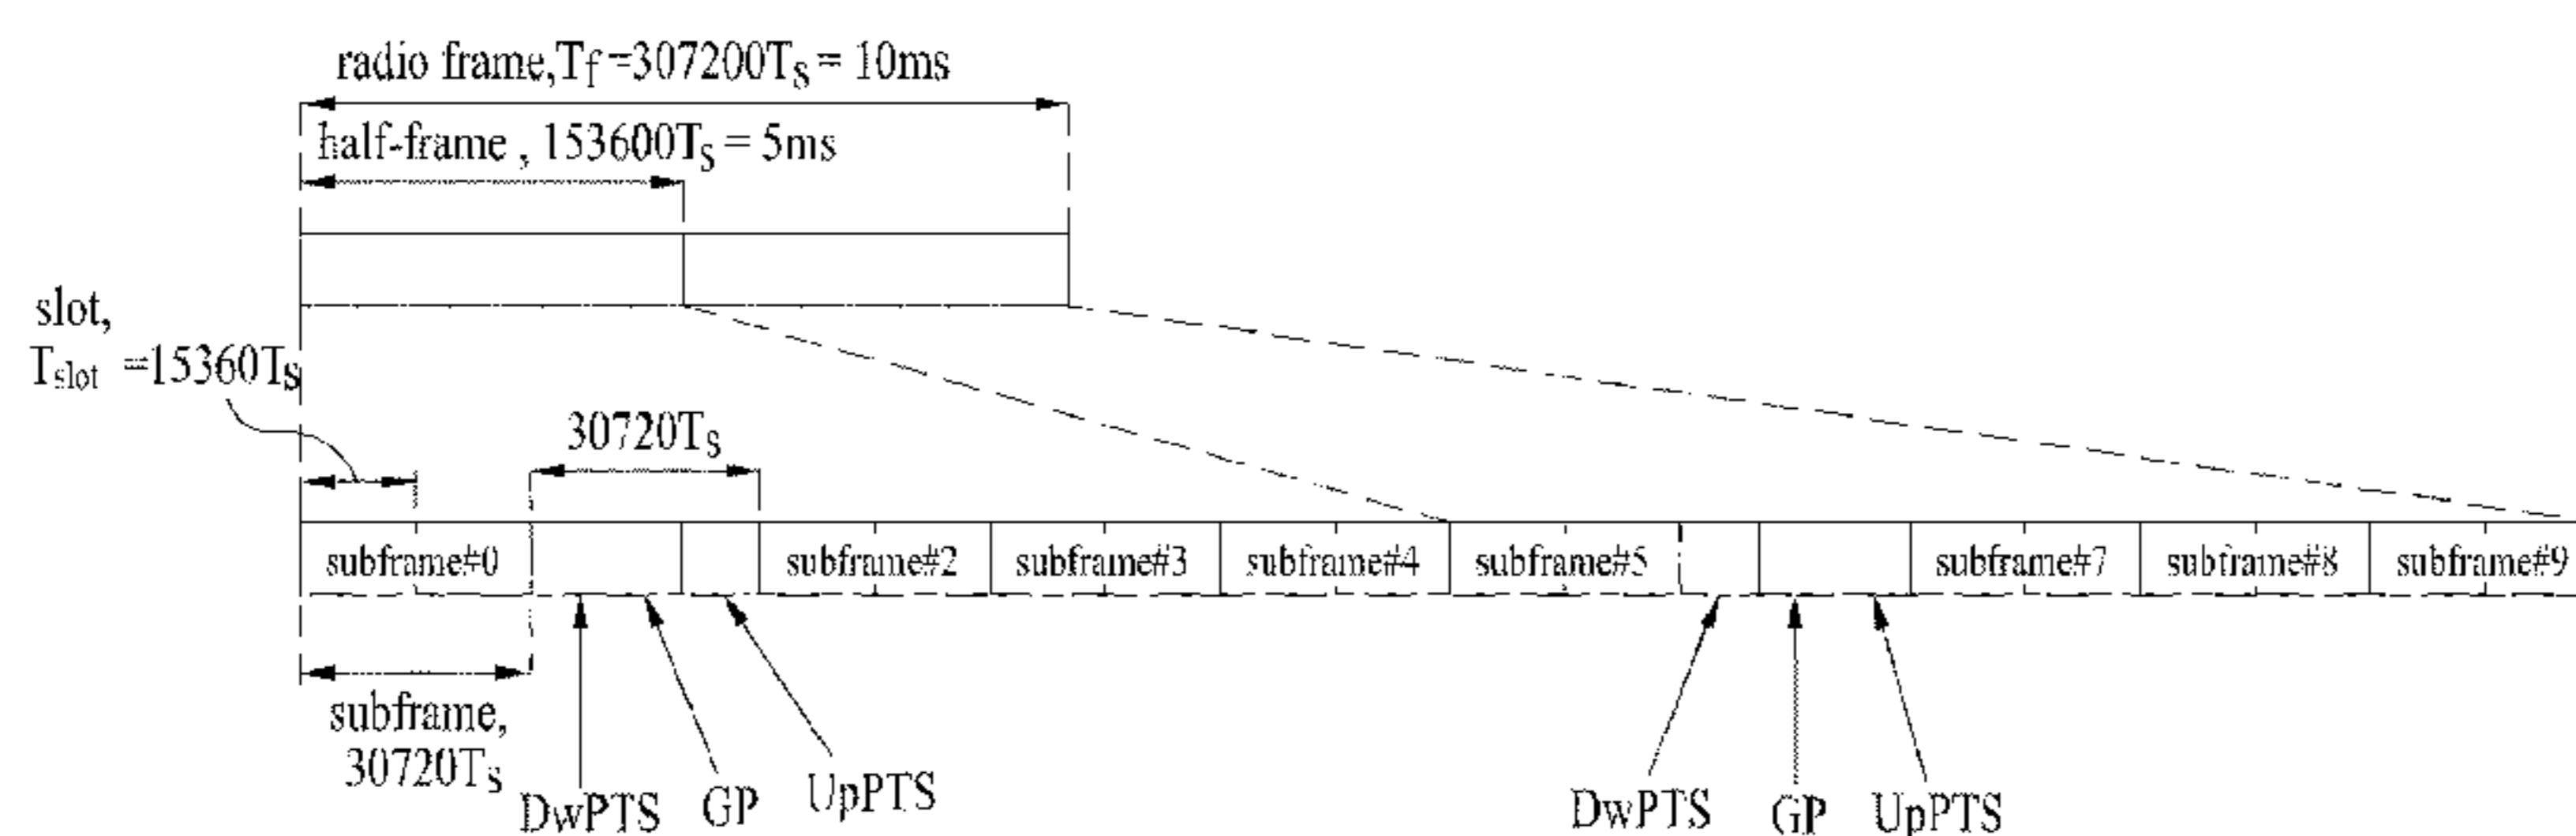 radio frame,Tf=307200Ts = 10ms
half-frame , 153600Ts = 5ms
slot,
Tslot =15360Ts
30720Ts
subframe#0 subframe#2 subframe#3 subframe#4 subframe#5 subframe#7 subframe#8 subframe#9
subframe,
30720Ts
DwPTS GP UpPTS DwPTS GP UpPTS